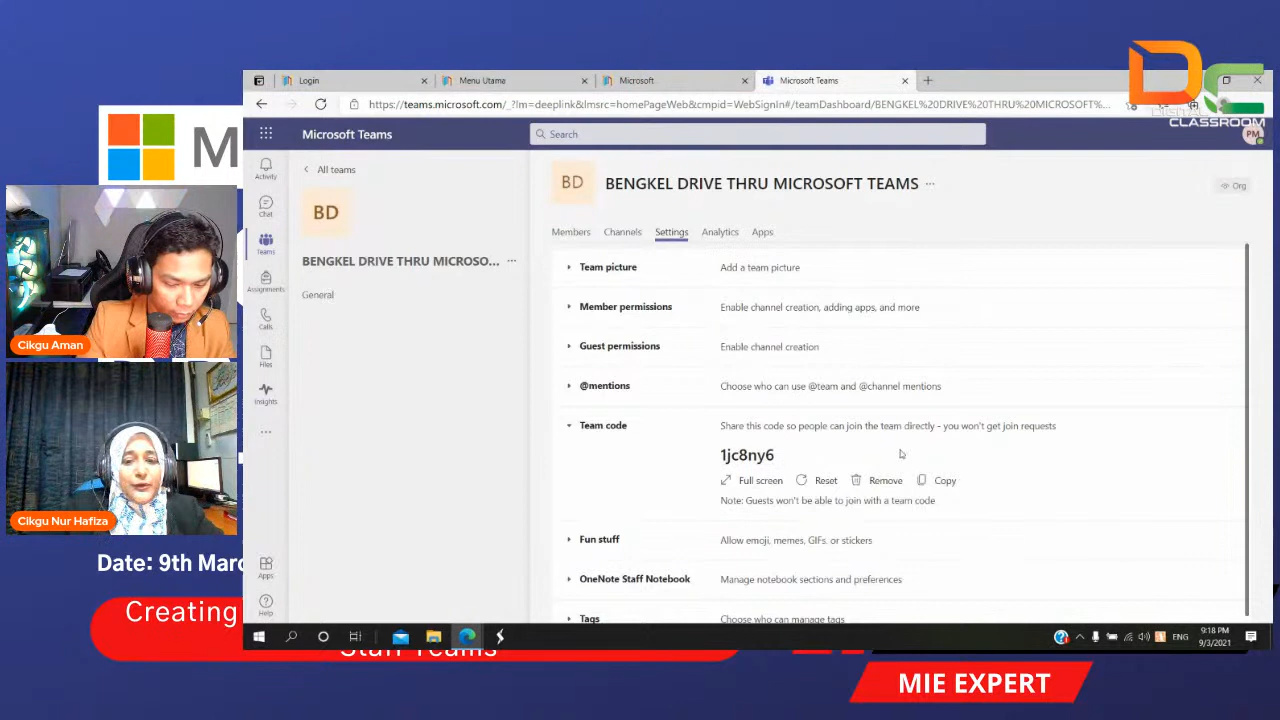 DIGITAL
CLASSROOM
M
Cikgu Aman
Cikgu Nur Hafiza
Date: 9th Marc
Creating
Staff Teams
MIE EXPERT
Login
Menu Utama
Microsoft
Microsoft Teams
https://teams.microsoft.com/_?lm=deeplink&lmsrc=homePageWeb&cmpid=WebSignIn#/teamDashboard/BENGKEL%20DRIVE%20THRU%20MICROSOFT%...
Microsoft Teams
Search
PM
Activity
Chat
Teams
Assignments
Calls
Files
Insights
Apps
Help
All teams
BD
BENGKEL DRIVE THRU MICROSO...
General
BD
BENGKEL DRIVE THRU MICROSOFT TEAMS
Org
Members Channels Settings Analytics Apps
Team picture Add a team picture
Member permissions Enable channel creation, adding apps, and more
Guest permissions Enable channel creation
@mentions Choose who can use @team and @channel mentions
Team code Share this code so people can join the team directly - you won't get join requests
1jc8ny6
Full screen Reset Remove Copy
Note: Guests won't be able to join with a team code
Fun stuff Allow emoji, memes, GIFs, or stickers
OneNote Staff Notebook Manage notebook sections and preferences
Tags Choose who can manage tags
ENG
9:18 PM
9/3/2021